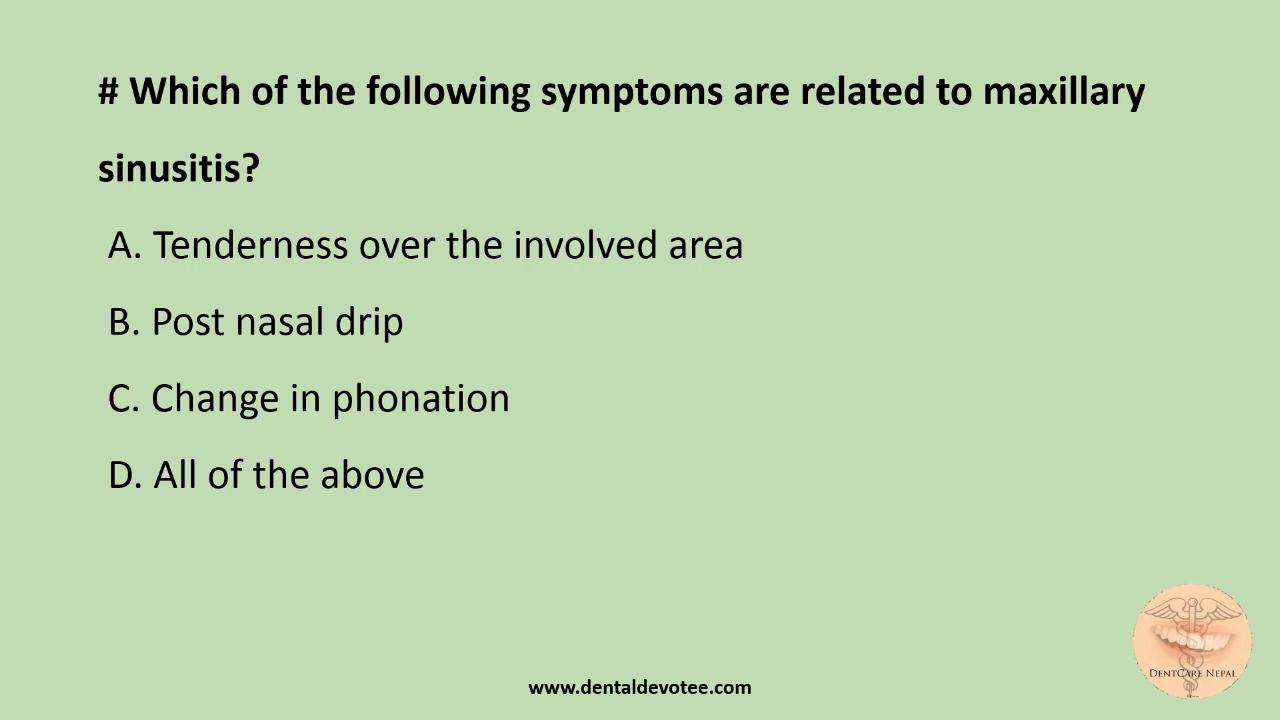 # Which of the following symptoms are related to maxillary
sinusitis?
A. Tenderness over the involved area
B. Post nasal drip
C. Change in phonation
D. All of the above
DENTCARE NEPAL
www.dentaldevotee.com